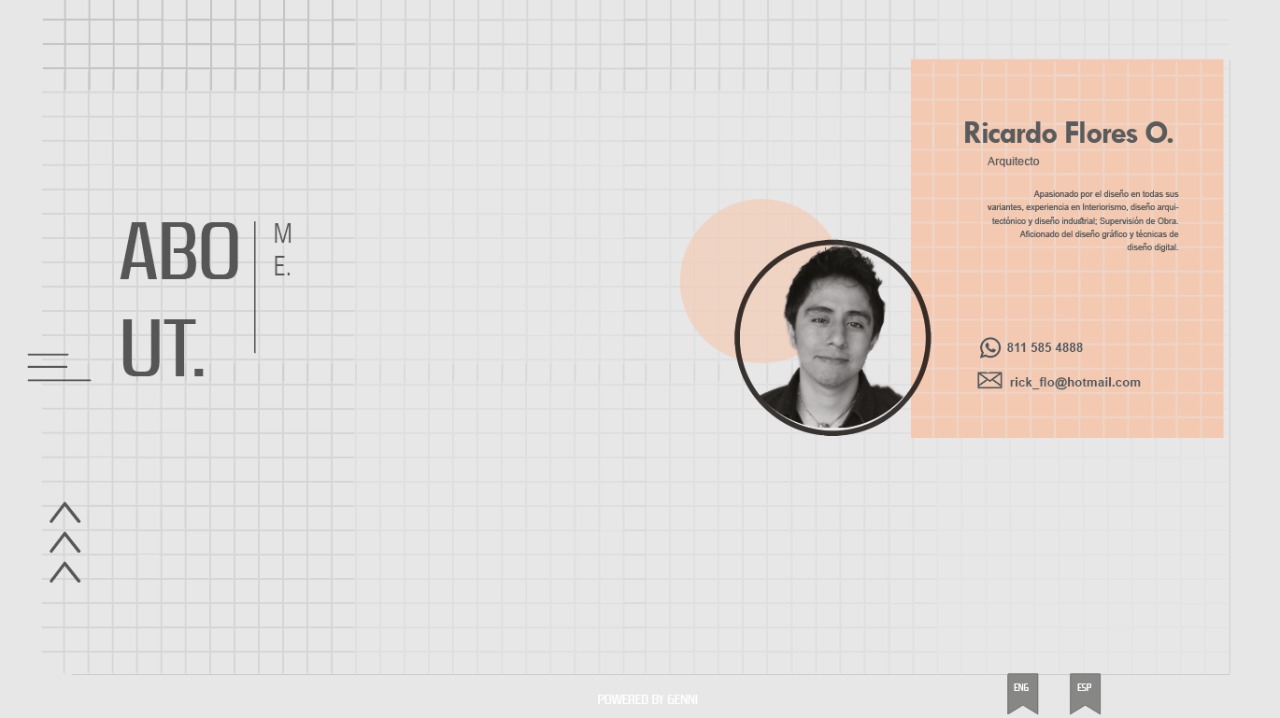 ABO
UT.
M
E.
Ricardo Flores O.
Arquitecto
Apasionado por el diseño en todas sus
variantes, experiencia en Interiorismo, diseño arqui-
tectónico y diseño industrial; Supervisión de Obra.
Aficionado del diseño gráfico y técnicas de
diseño digital.
811 585 4888
rick_flo@hotmail.com
POWERED BY GENNI
ENG
ESP